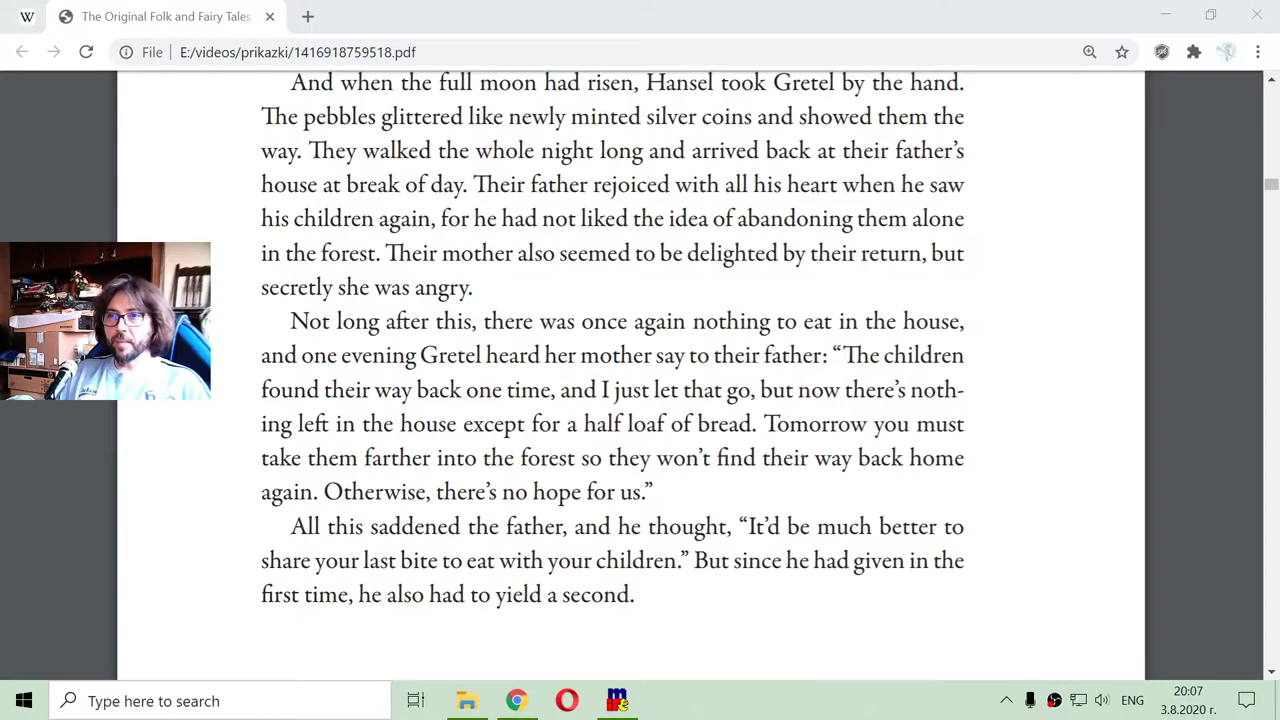 W
The Original Folk and Fairy Tales
File
E:/videos/prikazki/1416918759518.pdf
And when the full moon had risen, Hansel took Gretel by the hand.
The pebbles glittered like newly minted silver coins and showed them the
way. They walked the whole night long and arrived back at their father’s
house at break of day. Their father rejoiced with all his heart when he saw
his children again, for he had not liked the idea of abandoning them alone
in the forest. Their mother also seemed to be delighted by their return, but
secretly she was angry.
Not long after this, there was once again nothing to eat in the house,
and one evening Gretel heard her mother say to their father: “The children
found their way back one time, and I just let that go, but now there’s noth-
ing left in the house except for a half loaf of bread. Tomorrow you must
take them farther into the forest so they won’t find their way back home
again. Otherwise, there’s no hope for us.”
All this saddened the father, and he thought, “It’d be much better to
share your last bite to eat with your children.” But since he had given in the
first time, he also had to yield a second.
Type here to search
ENG
20:07
3.8.2020 г.